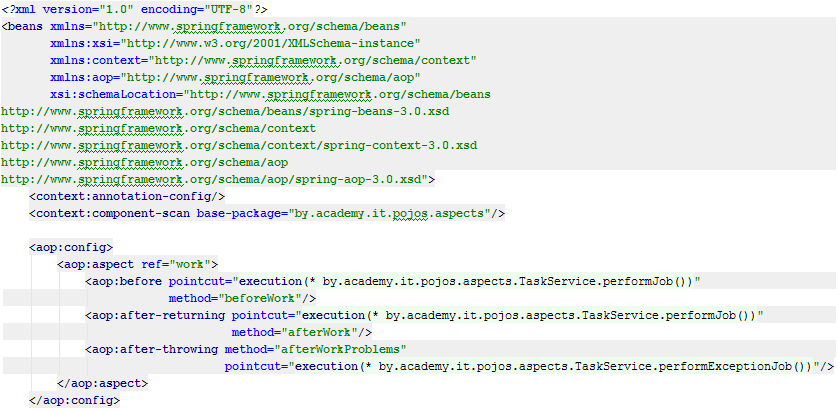 <?xml version="1.0" encoding="UTF-8"?>
<beans xmlns="http://www.springframework.org/schema/beans"
xmlns:xsi="http://www.w3.org/2001/XMLSchema-instance"
xmlns:context="http://www.springframework.org/schema/context"
xmlns:aop="http://www.springframework.org/schema/aop"
xsi:schemaLocation="http://www.springframework.org/schema/beans
http://www.springframework.org/schema/beans/spring-beans-3.0.xsd
http://www.springframework.org/schema/context
http://www.springframework.org/schema/context/spring-context-3.0.xsd
http://www.springframework.org/schema/aop
http://www.springframework.org/schema/aop/spring-aop-3.0.xsd">
<context:annotation-config/>
<context:component-scan base-package="by.academy.it.pojos.aspects"/>
<aop:config>
<aop:aspect ref="work">
<aop:before pointcut="execution(* by.academy.it.pojos.aspects.TaskService.performJob())"
method="beforeWork"/>
<aop:after-returning pointcut="execution(* by.academy.it.pojos.aspects.TaskService.performJob())"
method="afterWork"/>
<aop:after-throwing method="afterWorkProblems"
pointcut="execution(* by.academy.it.pojos.aspects.TaskService.performExceptionJob())"/>
</aop:aspect>
</aop:config>